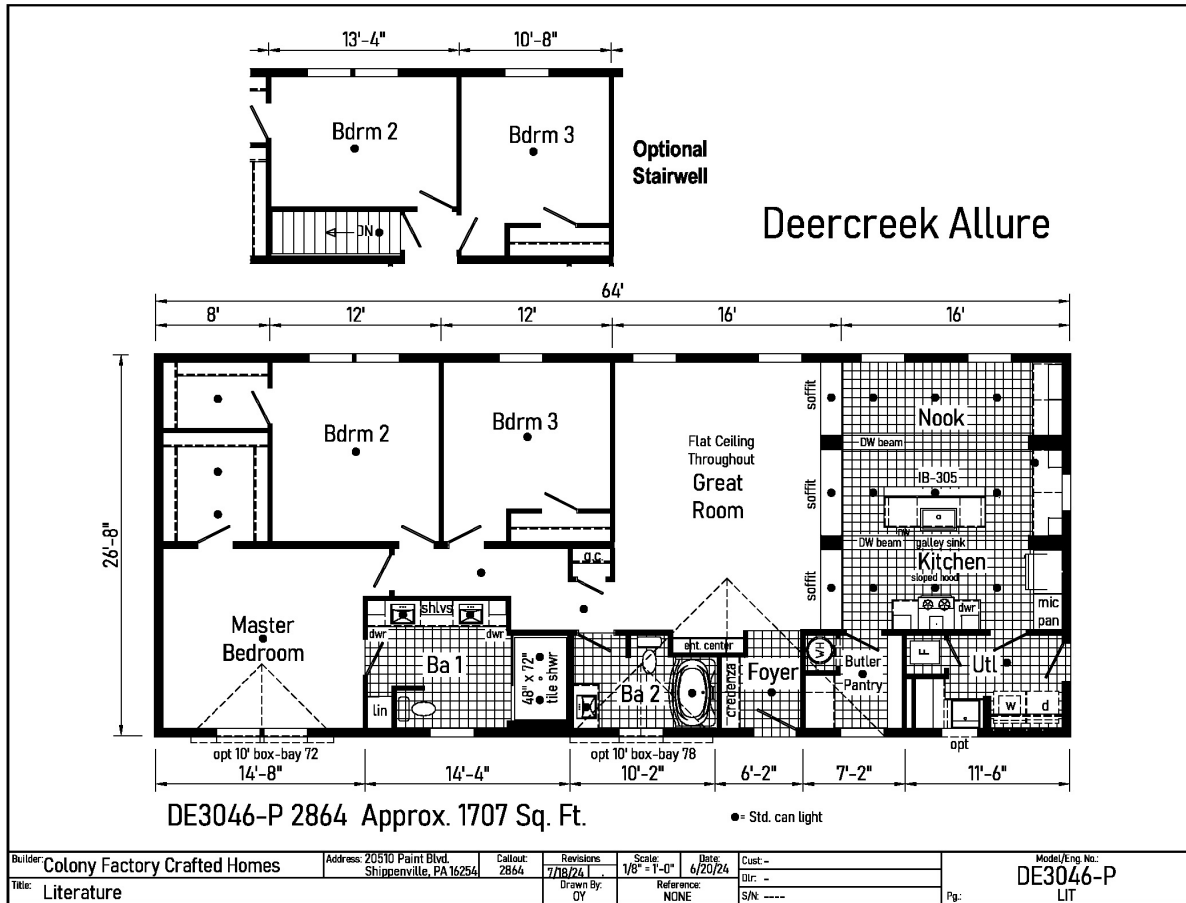 13'-4" 10'-8"
Bdrm 2
Bdrm 3
Optional
Stairwell
DN
Deercreek Allure
64'
8' 12' 12' 16' 16'
26'-8"
Bdrm 2
Bdrm 3
Flat Ceiling
Throughout
Great
Room
soffit
soffit
soffit
Nook
DW beam
IB-305
DW
DW beam
galley sink
Kitchen
sloped hood
dwr
mic
pan
g.c.
Master
Bedroom
shlvs
dwr
dwr
Ba 1
lin
48" x 72"
tile shwr
Ba 2
ent. center
credenza
Foyer
WH
Butler
Pantry
F
Utl
w
d
opt
opt 10' box-bay 72
opt 10' box-bay 78
14'-8" 14'-4" 10'-2" 6'-2" 7'-2" 11'-6"
DE3046-P 2864 Approx. 1707 Sq. Ft.
●= Std. can light
Builder: Colony Factory Crafted Homes
Address: 20510 Paint Blvd.
Shippenville, PA 16254
Callout:
2864
Revisions
7/18/24
Scale:
1/8" = 1'-0"
Date:
6/20/24
Cust: -
Dlr: -
S/N: ----
Model/Eng. No.:
DE3046-P
Title: Literature
Drawn By:
OY
Reference:
NONE
Pg.: LIT